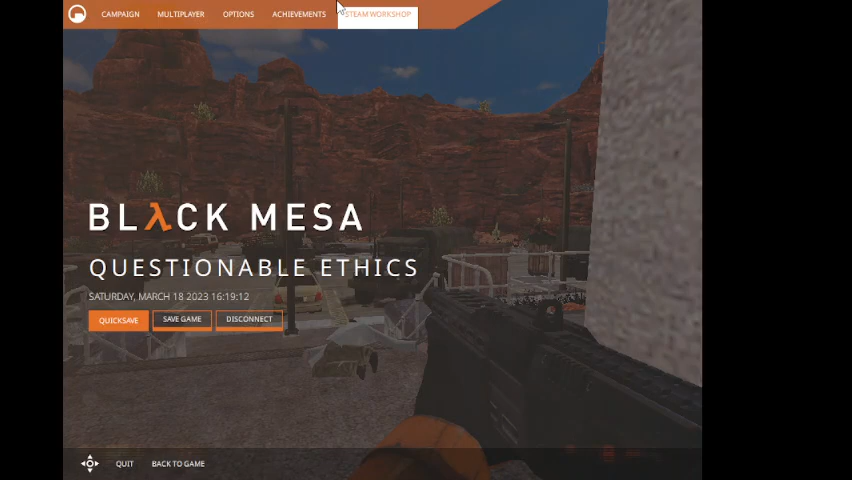 CAMPAIGN MULTIPLAYER OPTIONS ACHIEVEMENTS STEAM WORKSHOP
BLλCK MESA
QUESTIONABLE ETHICS
SATURDAY, MARCH 18 2023 16:19:12
QUICKSAVE SAVE GAME DISCONNECT
QUIT BACK TO GAME